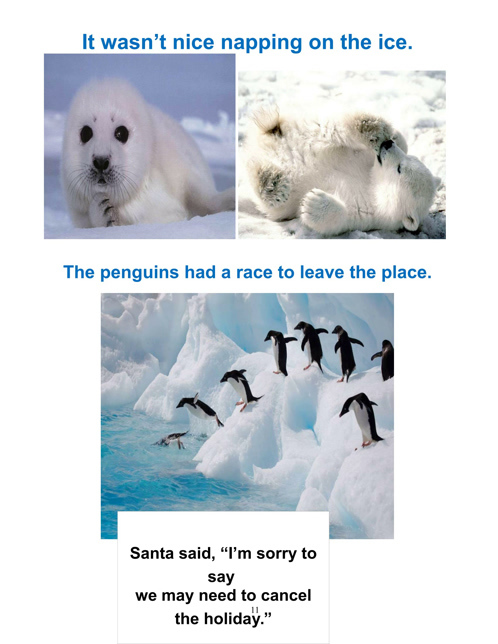 It wasn’t nice napping on the ice.
The penguins had a race to leave the place.
Santa said, “I’m sorry to
say
we may need to cancel
the holiday.”
11